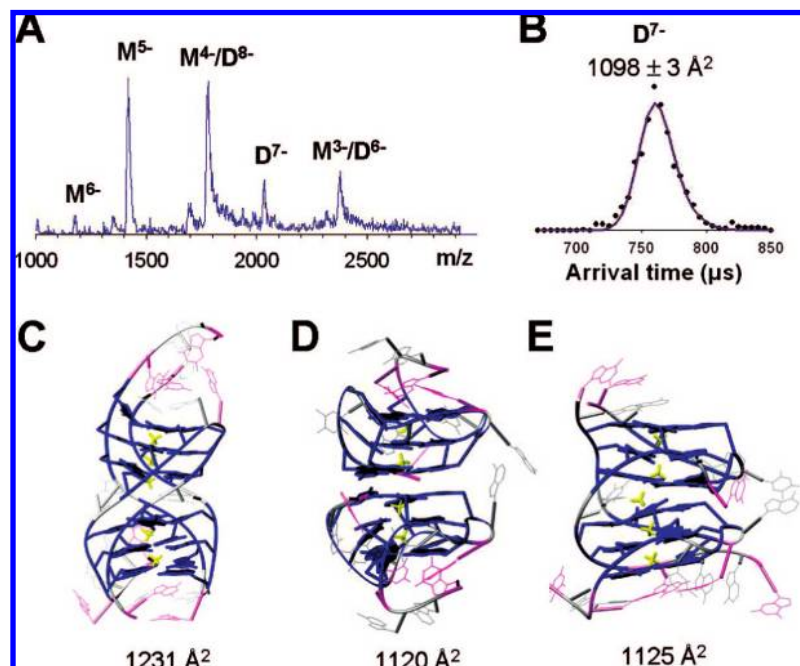 A
M⁵⁻
M⁴⁻/D⁸⁻
M⁶⁻
D⁷⁻
M³⁻/D⁶⁻
1000 1500 2000 2500 m/z
B
D⁷⁻
1098 ± 3 Å²
700 750 800 850
Arrival time (μs)
C
D
E
1231 Å²
1120 Å²
1125 Å²